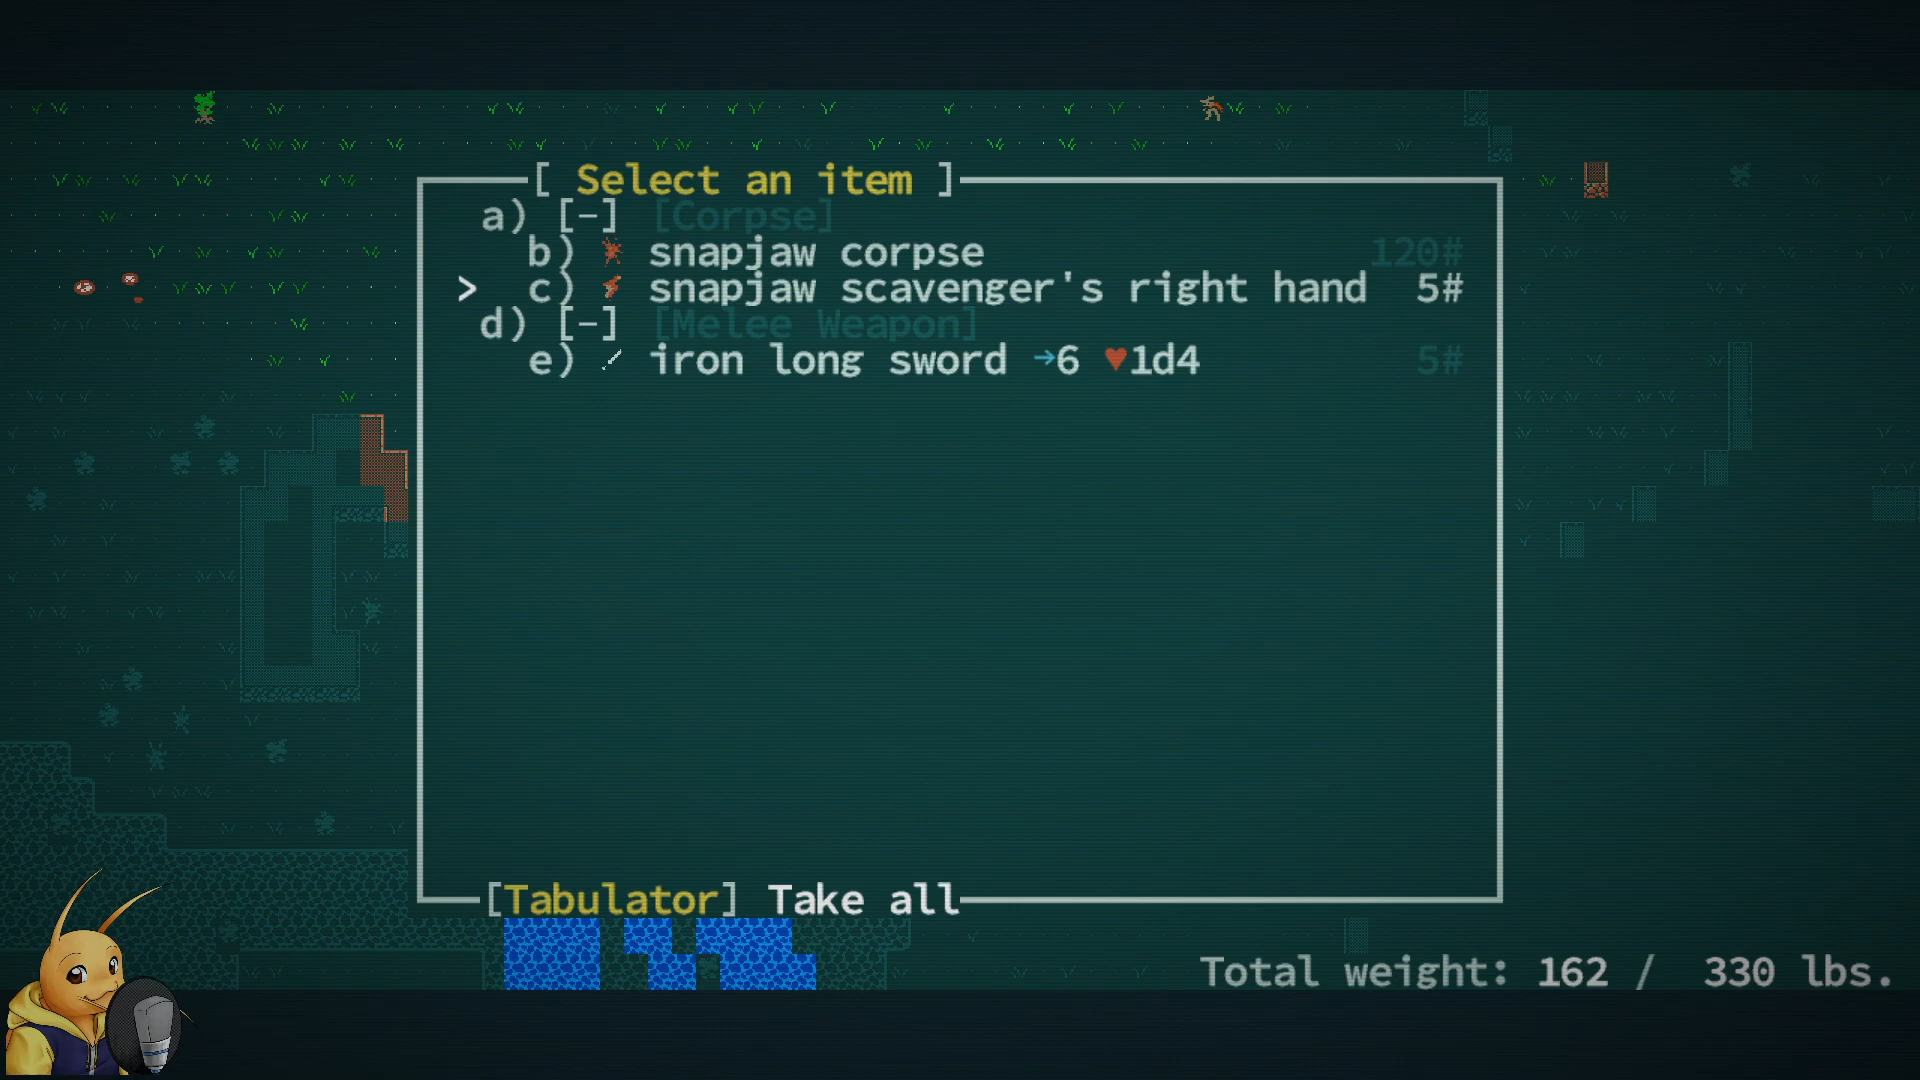 [ Select an item ]
a) [-] [Corpse]
b) snapjaw corpse 120#
> c) snapjaw scavenger's right hand 5#
d) [-] [Melee Weapon]
e) iron long sword →6 ♥1d4 5#
[Tabulator] Take all
Total weight: 162 / 330 lbs.